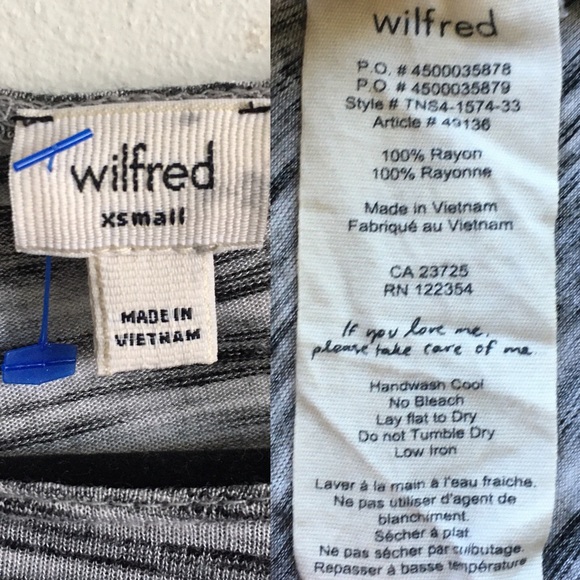 wilfred
xsmall
MADE IN
VIETNAM
wilfred
P.O. # 4500035878
P.O. # 4500035879
Style # TNS4-1574-33
Article # 49136
100% Rayon
100% Rayonne
Made in Vietnam
Fabriqué au Vietnam
CA 23725
RN 122354
If you love me,
please take care of me.
Handwash Cool
No Bleach
Lay flat to Dry
Do not Tumble Dry
Low Iron
Laver à la main à l'eau fraiche.
Ne pas utiliser d'agent de
blanchiment.
Sécher à plat.
Ne pas sécher par culbutage.
Repasser à basse température